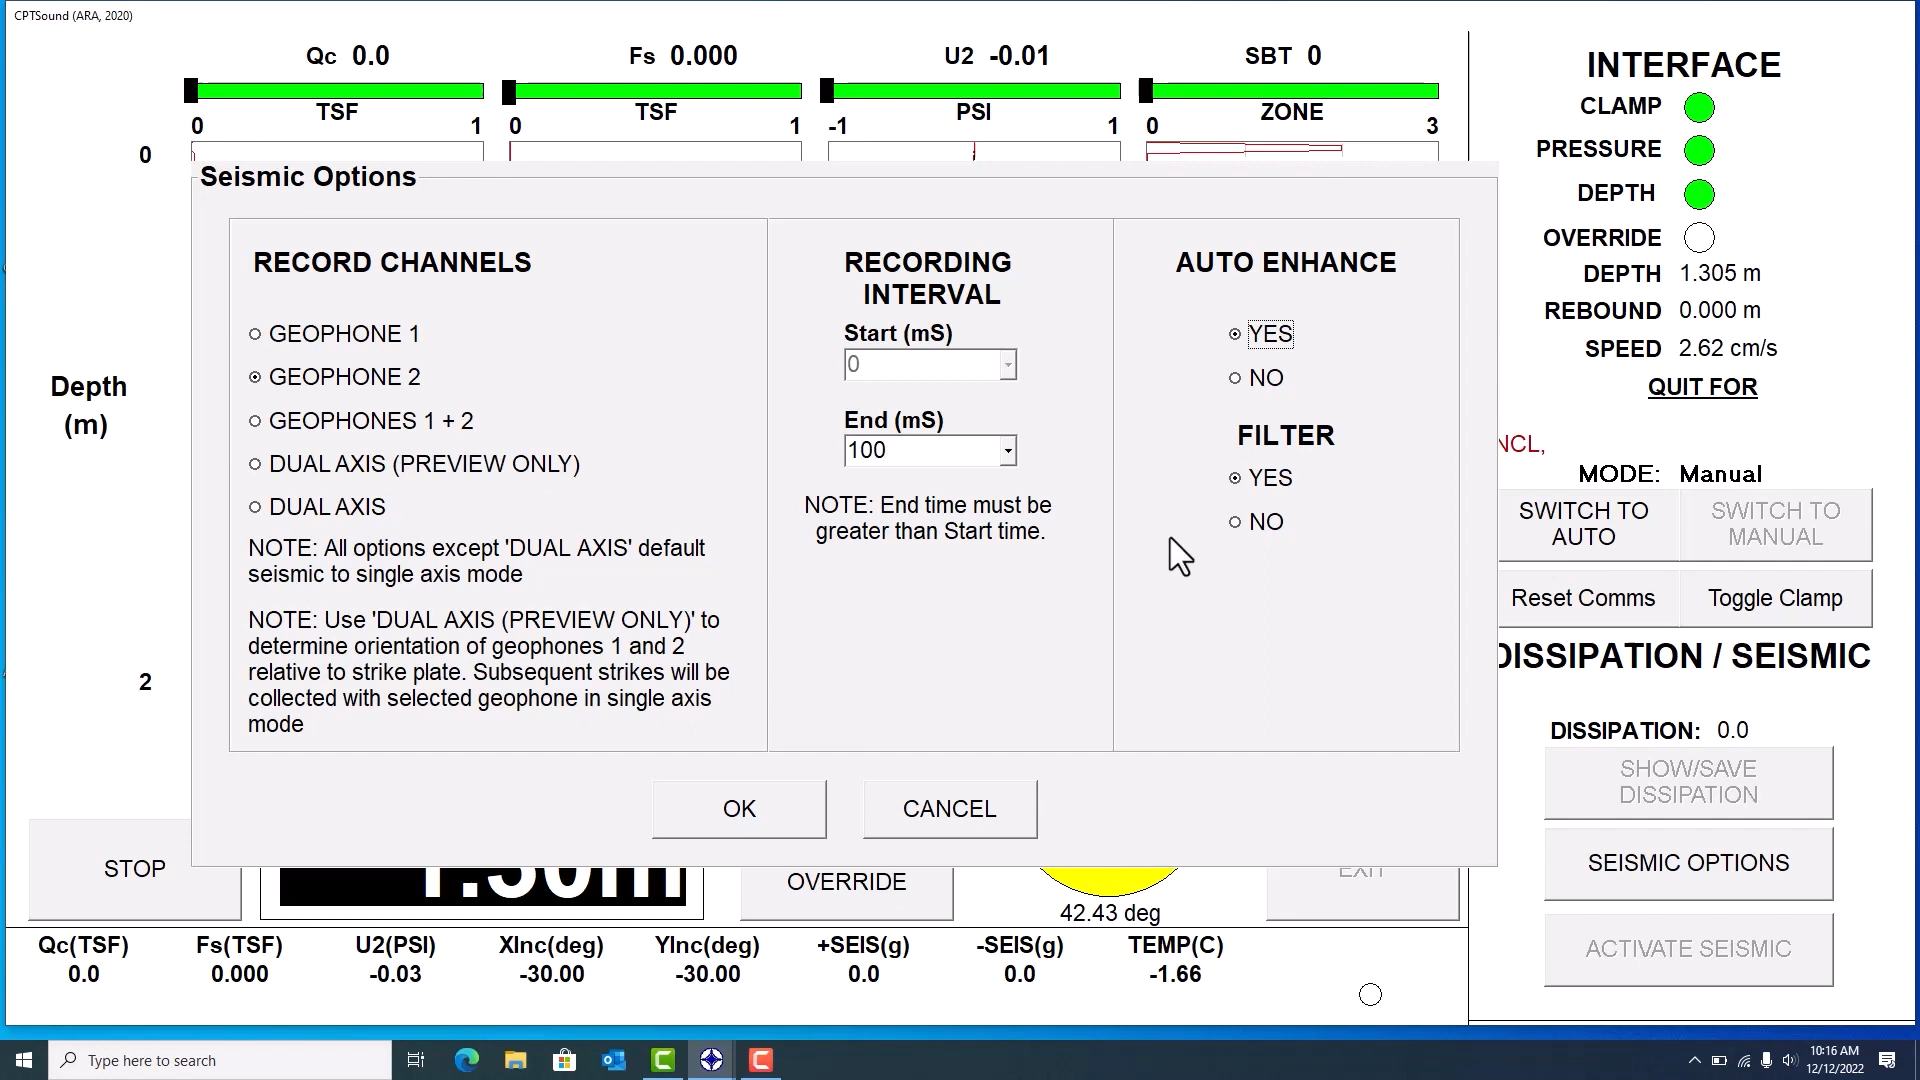 CPTSound (ARA, 2020)
Qc 0.0
Fs 0.000
U2 -0.01
SBT 0
TSF
TSF
PSI
ZONE
0 1
0 1
-1 1
0 3
0
Depth
(m)
2
Seismic Options
RECORD CHANNELS
GEOPHONE 1
GEOPHONE 2
GEOPHONES 1 + 2
DUAL AXIS (PREVIEW ONLY)
DUAL AXIS
NOTE: All options except 'DUAL AXIS' default
seismic to single axis mode
NOTE: Use 'DUAL AXIS (PREVIEW ONLY)' to
determine orientation of geophones 1 and 2
relative to strike plate. Subsequent strikes will be
collected with selected geophone in single axis
mode
RECORDING
INTERVAL
Start (mS)
0
End (mS)
100
NOTE: End time must be
greater than Start time.
AUTO ENHANCE
YES
NO
FILTER
YES
NO
OK
CANCEL
INTERFACE
CLAMP
PRESSURE
DEPTH
OVERRIDE
DEPTH 1.305 m
REBOUND 0.000 m
SPEED 2.62 cm/s
QUIT FOR
NCL,
MODE: Manual
SWITCH TO
AUTO
SWITCH TO
MANUAL
Reset Comms
Toggle Clamp
DISSIPATION / SEISMIC
DISSIPATION: 0.0
SHOW/SAVE
DISSIPATION
SEISMIC OPTIONS
ACTIVATE SEISMIC
STOP
1.30m
OVERRIDE
42.43 deg
EXIT
Qc(TSF) Fs(TSF) U2(PSI) XInc(deg) YInc(deg) +SEIS(g) -SEIS(g) TEMP(C)
0.0 0.000 -0.03 -30.00 -30.00 0.0 0.0 -1.66
Type here to search
10:16 AM
12/12/2022